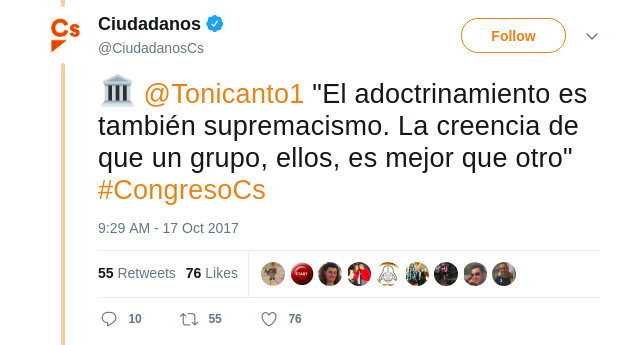 Cs
Ciudadanos
@CiudadanosCs
Follow
@Tonicanto1 "El adoctrinamiento es
también supremacismo. La creencia de
que un grupo, ellos, es mejor que otro"
#CongresoCs
9:29 AM - 17 Oct 2017
55 Retweets 76 Likes
START
10 55 76